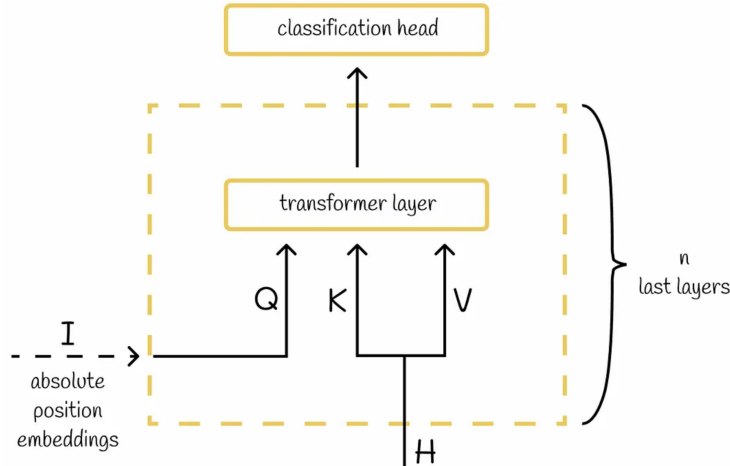 classification head
transformer layer
Q
K
V
n
last layers
I
absolute
position
embeddings
H